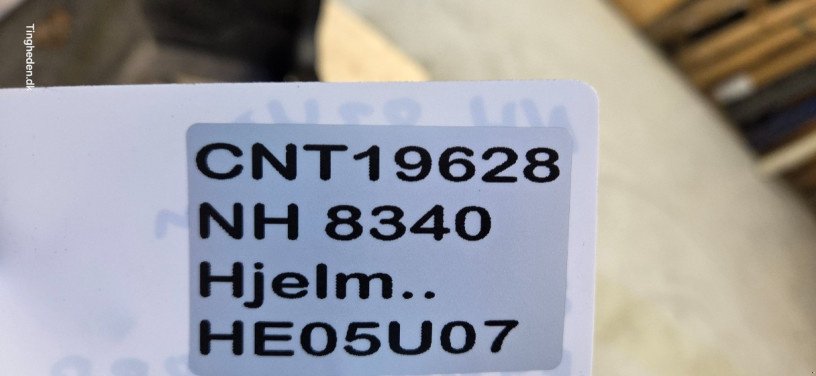 Tingheden.dk
CNT19628
NH 8340
Hjelm..
HE05U07